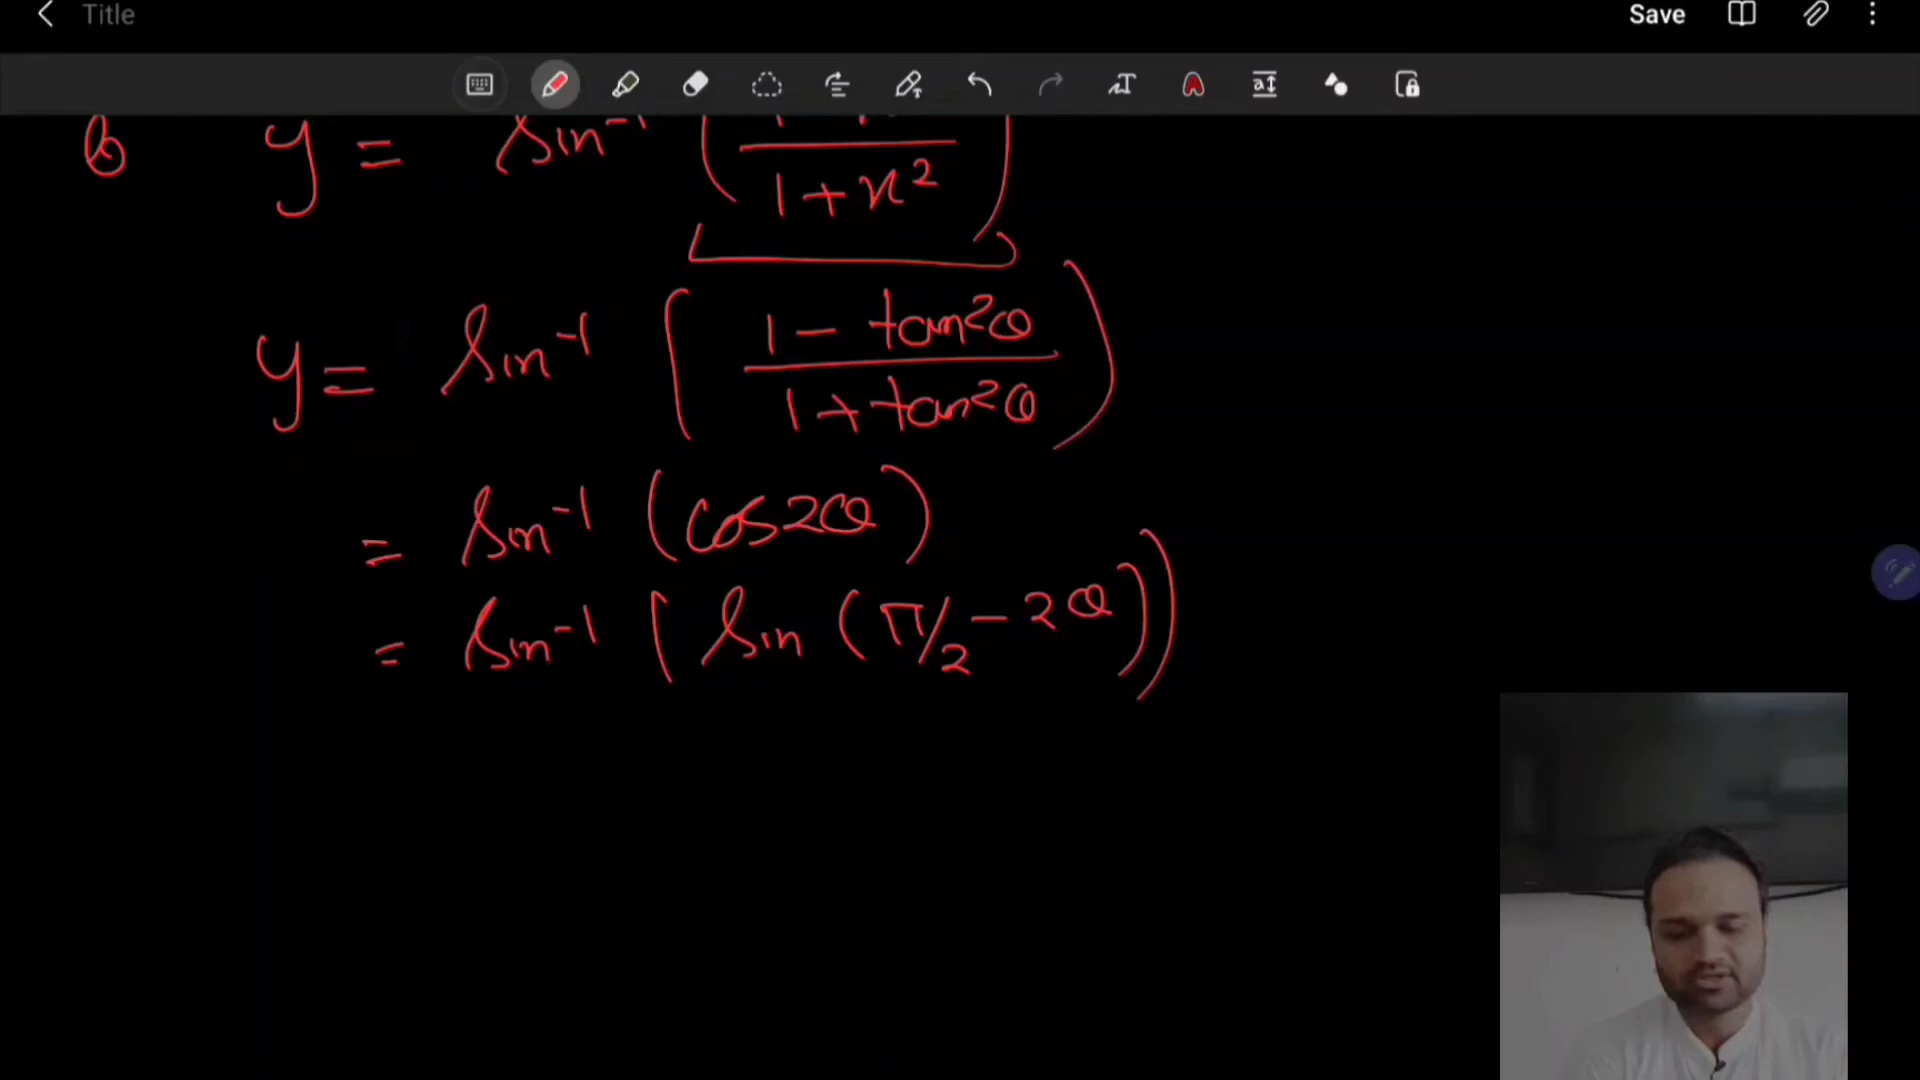 Title Save
b y = sin⁻¹ ( / 1+x² )
y = sin⁻¹ ( 1 - tan²θ / 1 + tan²θ )
= sin⁻¹ (cos2θ)
= sin⁻¹ ( sin (π/2 - 2θ))